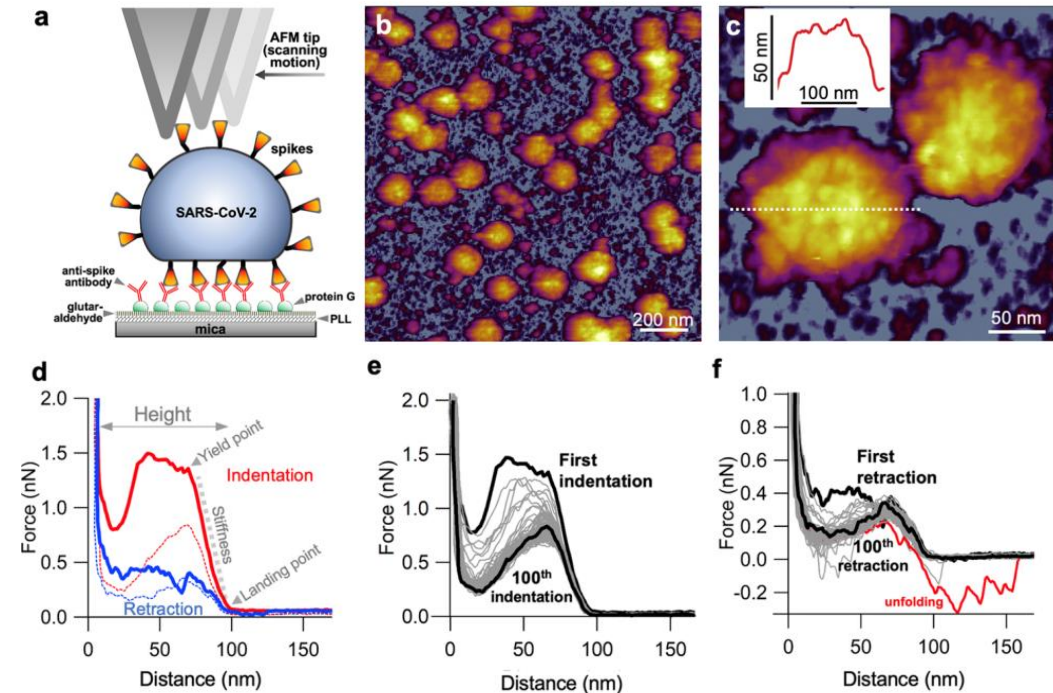 a
AFM tip
(scanning
motion)
spikes
SARS-CoV-2
anti-spike
antibody
protein G
glutar-
aldehyde
PLL
mica
b
200 nm
c
50 nm
100 nm
50 nm
d
2.0
1.5
1.0
0.5
0.0
Force (nN)
Height
Yield point
Indentation
Stiffness
Landing point
Retraction
0 50 100 150
Distance (nm)
e
2.0
1.5
1.0
0.5
0.0
Force (nN)
First
indentation
100th
indentation
0 50 100 150
Distance (nm)
f
1.0
0.8
0.6
0.4
0.2
0.0
-0.2
Force (nN)
First
retraction
100th
retraction
unfolding
0 50 100 150
Distance (nm)